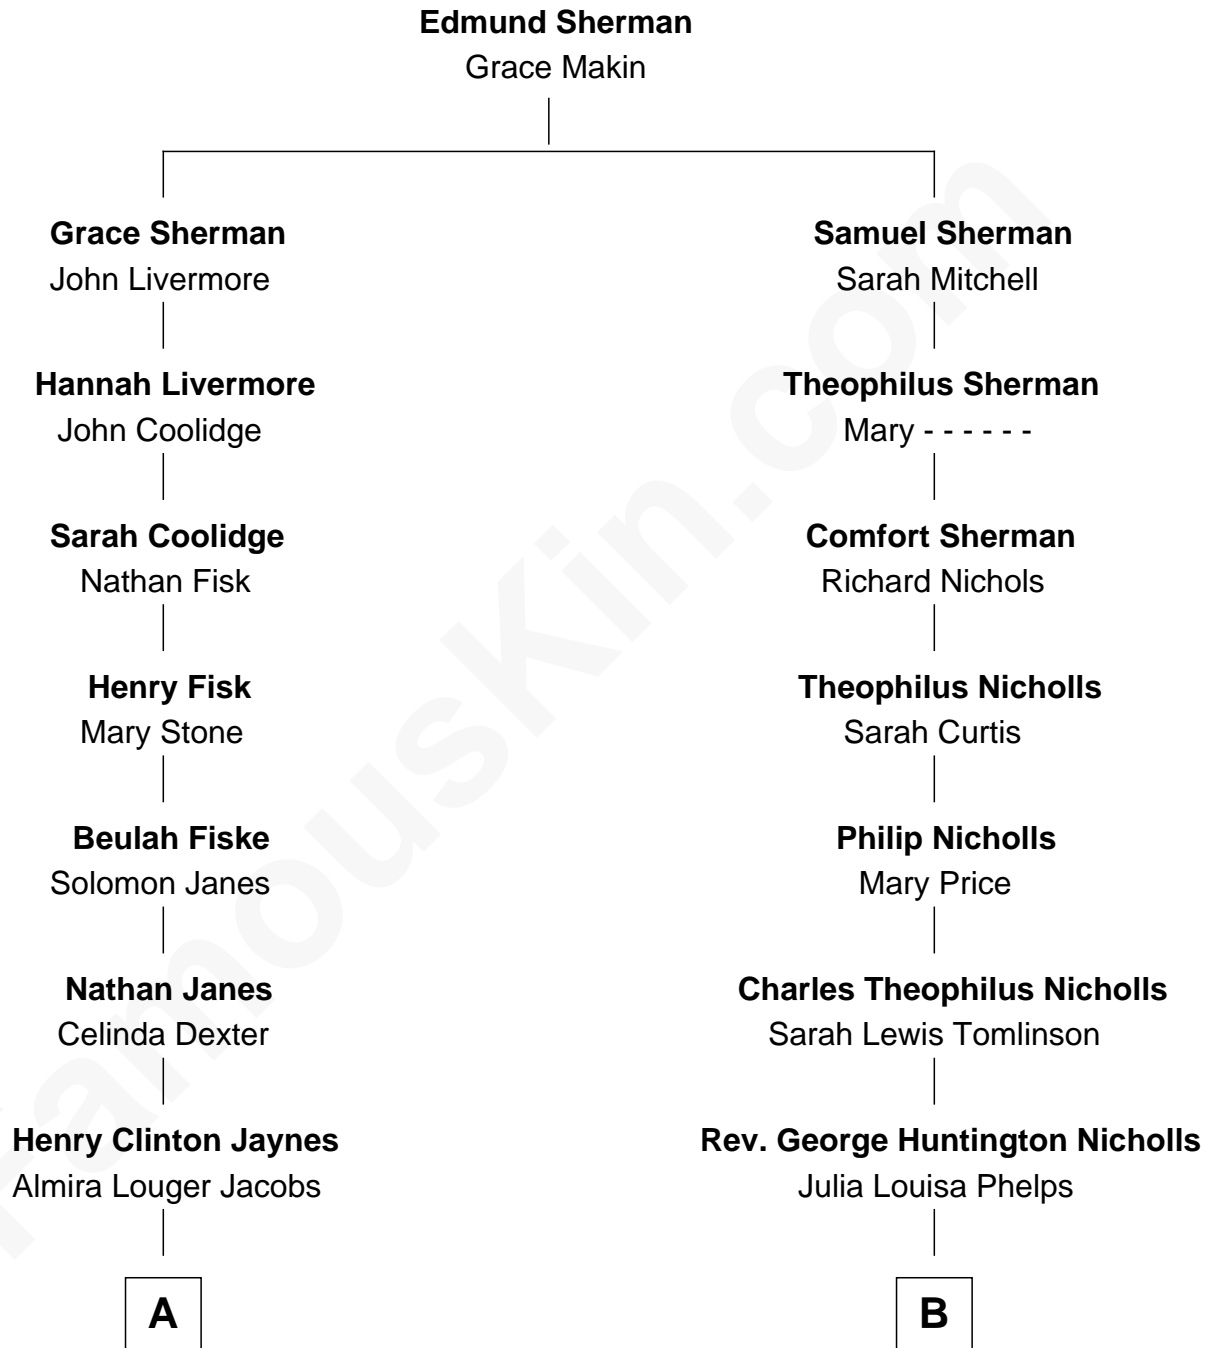 Edmund Sherman
Grace Makin
Grace Sherman
John Livermore
Samuel Sherman
Sarah Mitchell
Hannah Livermore
John Coolidge
Theophilus Sherman
Mary - - - - - -
Sarah Coolidge
Nathan Fisk
Comfort Sherman
Richard Nichols
Henry Fisk
Mary Stone
Theophilus Nicholls
Sarah Curtis
Beulah Fiske
Solomon Janes
Philip Nicholls
Mary Price
Nathan Janes
Celinda Dexter
Charles Theophilus Nicholls
Sarah Lewis Tomlinson
Henry Clinton Jaynes
Almira Louger Jacobs
Rev. George Huntington Nicholls
Julia Louisa Phelps
A
B
FamousKin.com